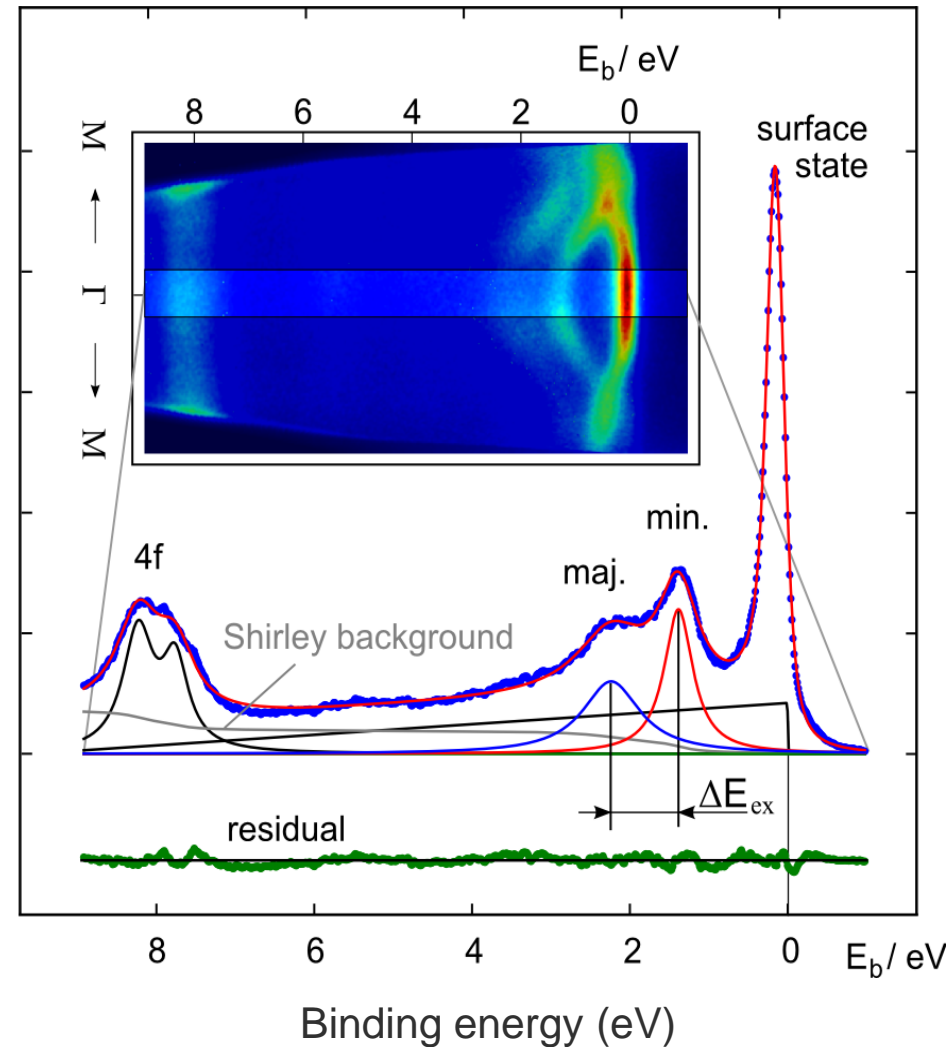 E_b / eV
8 6 4 2 0
surface
state
M ← Γ → M
min.
maj.
4f
Shirley background
ΔE_ex
residual
8 6 4 2 0 E_b / eV
Binding energy (eV)